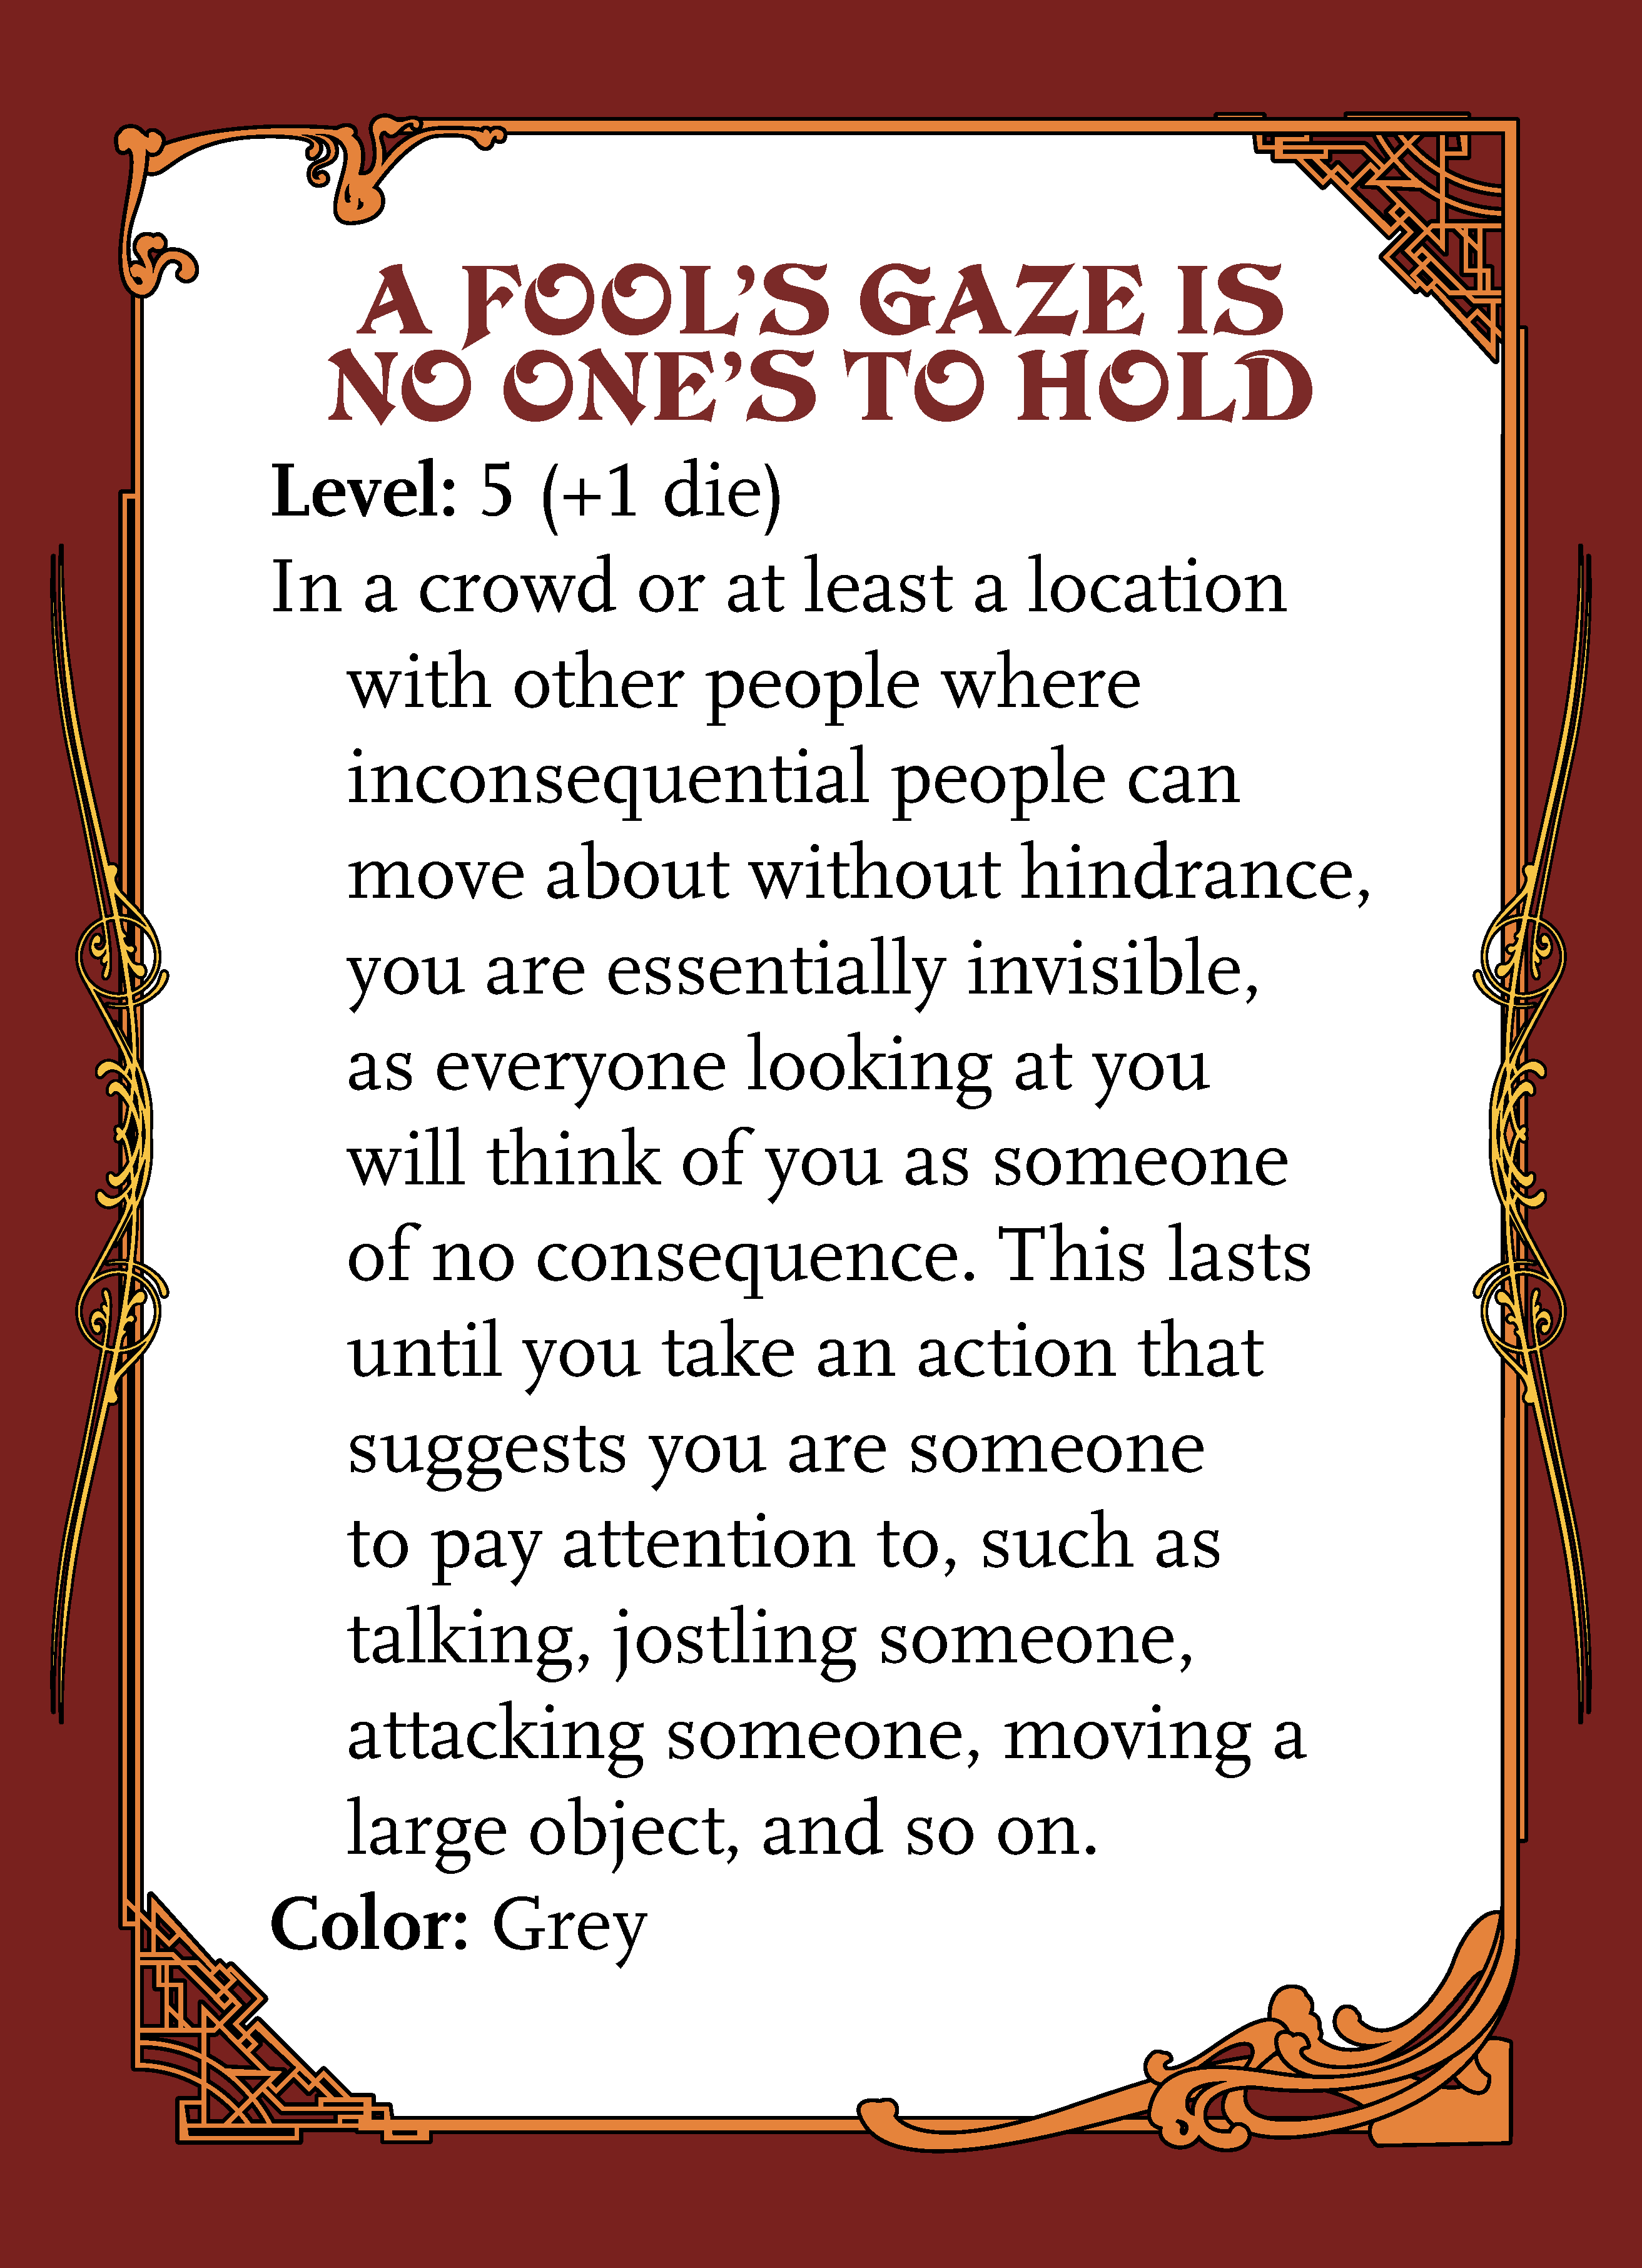 A FOOL’S GAZE IS
NO ONE’S TO HOLD
Level: 5 (+1 die)
In a crowd or at least a location
with other people where
inconsequential people can
move about without hindrance,
you are essentially invisible,
as everyone looking at you
will think of you as someone
of no consequence. This lasts
until you take an action that
suggests you are someone
to pay attention to, such as
talking, jostling someone,
attacking someone, moving a
large object, and so on.
Color: Grey